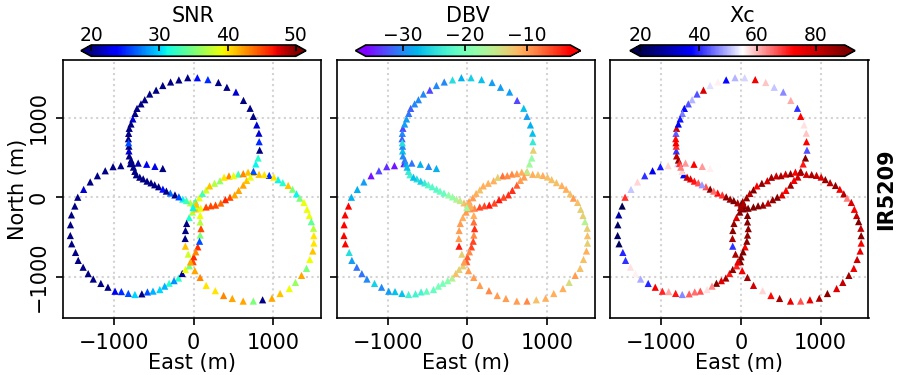 SNR DBV Xc
20 30 40 50 −30 −20 −10 20 40 60 80
North (m)
1000
0
−1000
−1000 0 1000 −1000 0 1000 −1000 0 1000
East (m) East (m) East (m)
IR5209